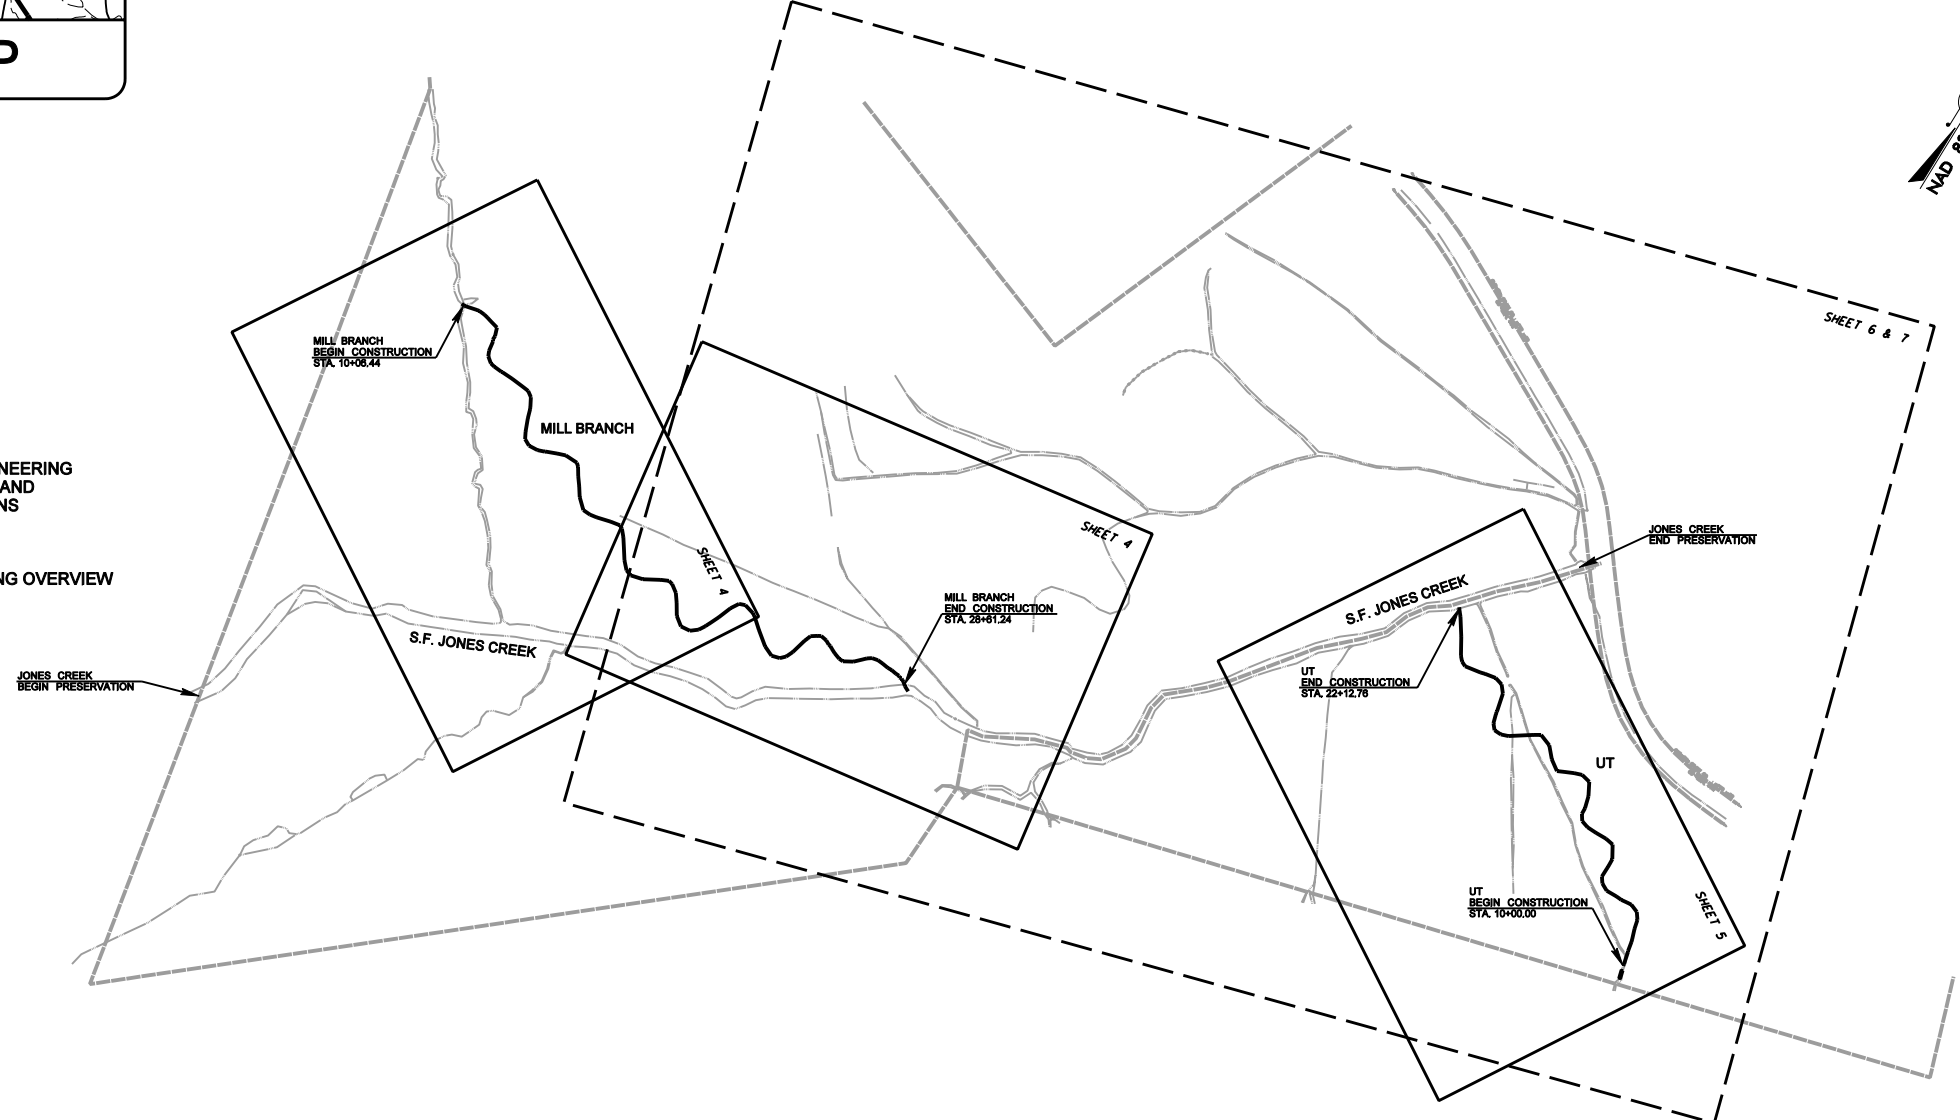 P
NAD 8
SHEET 6 & 7
MILL BRANCH
BEGIN CONSTRUCTION
STA. 10+06.44
MILL BRANCH
NEERING
AND
NS
SHEET 4
SHEET 4
JONES CREEK
END PRESERVATION
NG OVERVIEW
S.F. JONES CREEK
MILL BRANCH
END CONSTRUCTION
STA. 28+61.24
S.F. JONES CREEK
JONES CREEK
BEGIN PRESERVATION
UT
END CONSTRUCTION
STA. 22+12.76
UT
UT
BEGIN CONSTRUCTION
STA. 10+00.00
SHEET 5